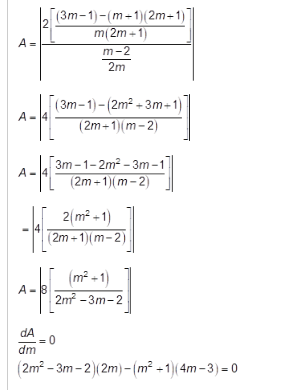 A = |2[((3m−1)−(m+1)(2m+1))/(m(2m+1))]/((m−2)/(2m))|
A = |4[((3m−1)−(2m²+3m+1))/((2m+1)(m−2))]|
A = |4[(3m−1−2m²−3m−1)/((2m+1)(m−2))]|
= |4[2(m²+1)/((2m+1)(m−2))]|
A = |8[(m²+1)/(2m²−3m−2)]|
dA/dm = 0
(2m²−3m−2)(2m)−(m²+1)(4m−3) = 0